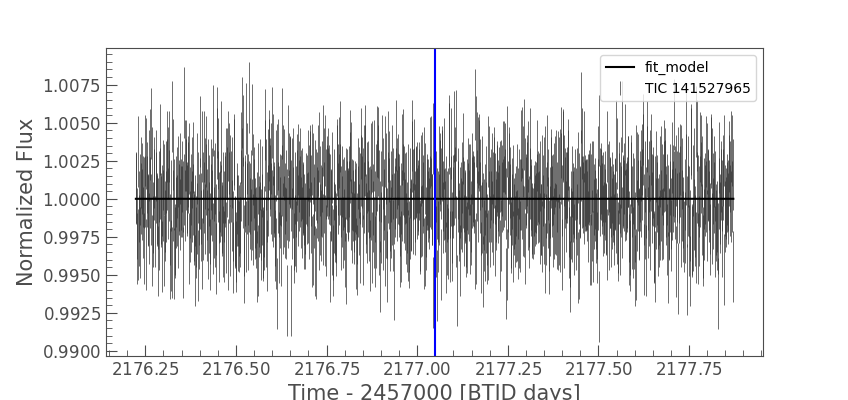 fit_model
TIC 141527965
Normalized Flux
1.0075
1.0050
1.0025
1.0000
0.9975
0.9950
0.9925
0.9900
2176.25 2176.50 2176.75 2177.00 2177.25 2177.50 2177.75
Time - 2457000 [BTJD days]